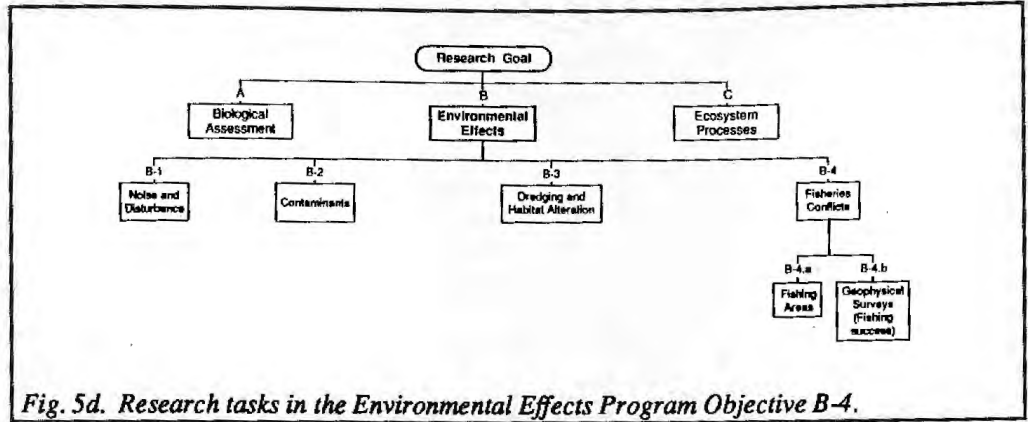 Research Goal
A
B
C
Biological
Assessment
Environmental
Effects
Ecosystem
Processes
B-1
B-2
B-3
B-4
Noise and
Disturbance
Contaminants
Dredging and
Habitat Alteration
Fisheries
Conflicts
B-4.a
B-4.b
Fishing
Areas
Geophysical
Surveys
(Fishing
success)
Fig. 5d. Research tasks in the Environmental Effects Program Objective B-4.